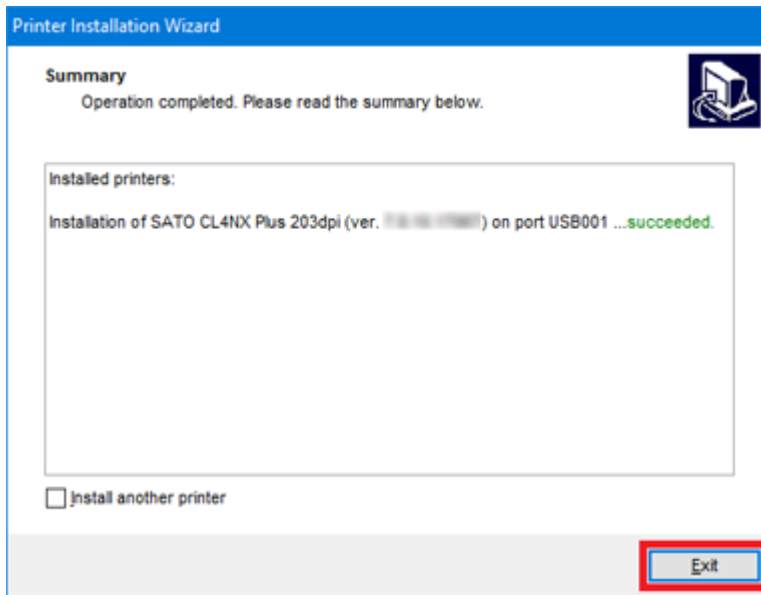 Printer Installation Wizard
Summary
Operation completed. Please read the summary below.
Installed printers:
Installation of SATO CL4NX Plus 203dpi (ver. ) on port USB001 ...succeeded.
Install another printer
Exit